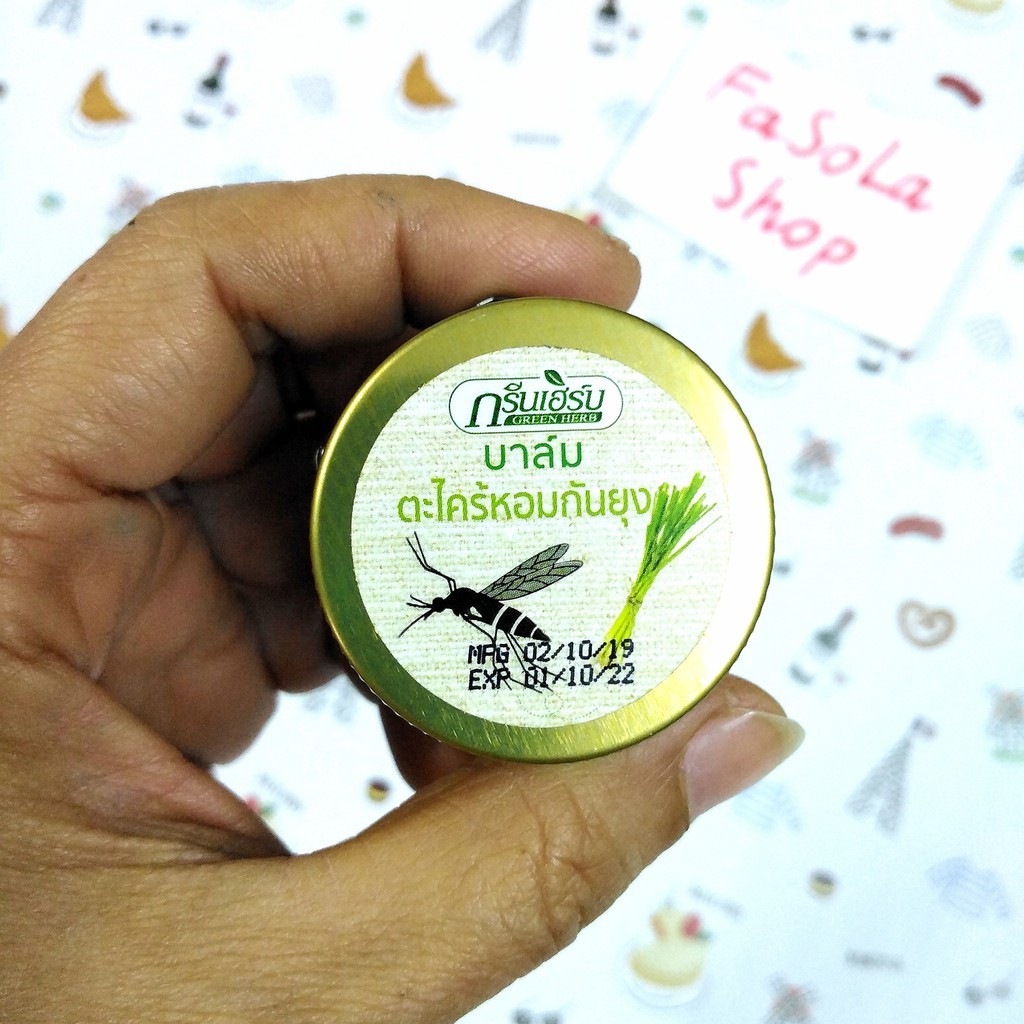 FaSoLa
Shop
กรีนเฮิร์บ
GREEN HERB
บาล์ม
ตะไคร้หอมกันยุง
MFG 02/10/19
EXP 01/10/22